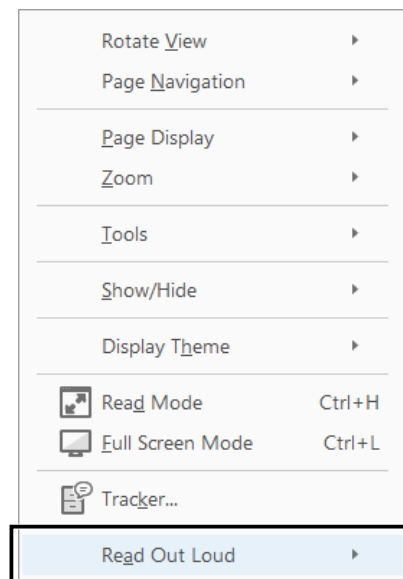 Rotate View
Page Navigation
Page Display
Zoom
Tools
Show/Hide
Display Theme
Read Mode Ctrl+H
Full Screen Mode Ctrl+L
Tracker...
Read Out Loud